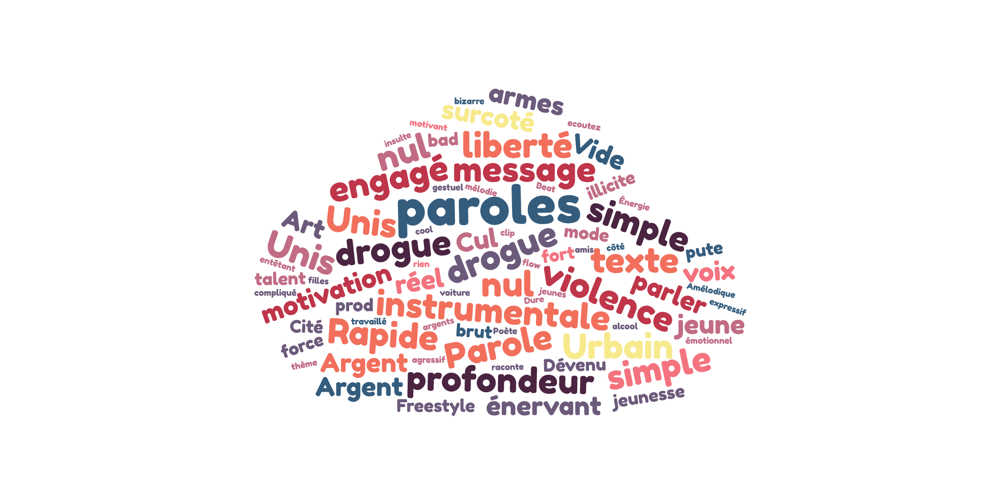 armes
bizarre
surcoté
motivant
ecoutez
insulte
nul
bad
liberté
Vide
engagé
message
gestuel
mélodie
Beat
illicite
paroles
Énergie
simple
Art
Unis
cool
Cul
clip
mode
Unis
drogue
drogue
fort
amis
côté
pute
texte
entêtant
rien
flow
voix
talent
filles
réel
nul
violence
parler
Amélodique
compliqué
motivation
voiture
jeunes
Dure
expressif
prod
instrumentale
Cité
travaillé
argents
brut
Poète
alcool
jeune
force
Rapide
Parole
Urbain
émotionnel
thème
Argent
agressif
raconte
Dévenu
simple
Argent
profondeur
jeunesse
Freestyle
énervant